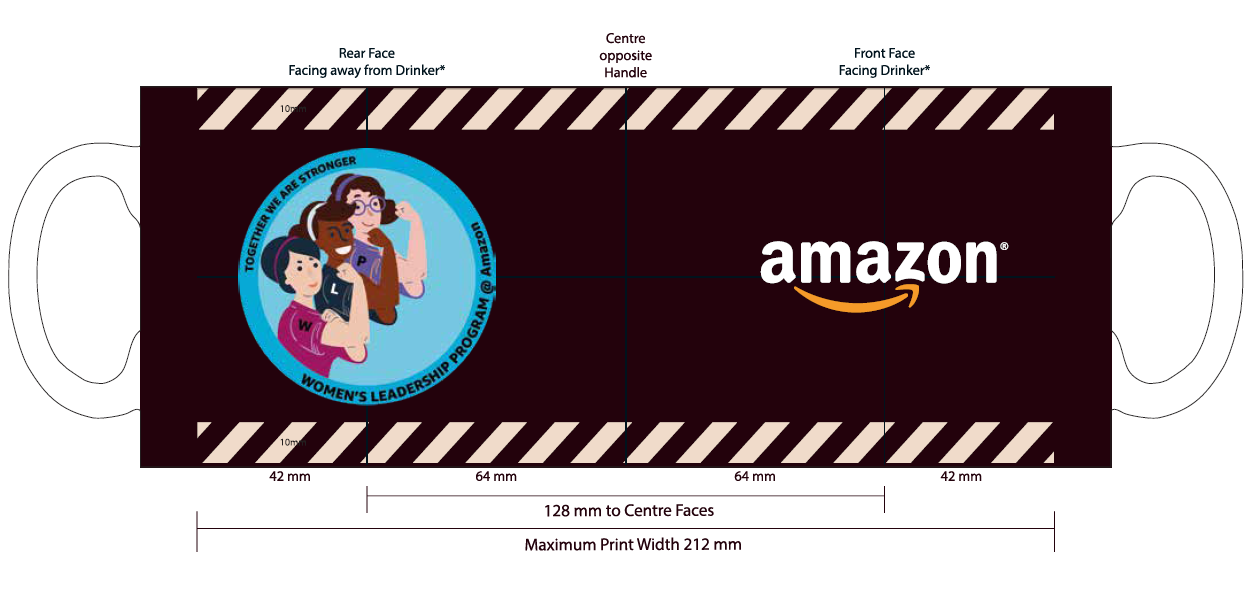 Centre
opposite
Handle
Rear Face
Facing away from Drinker*
Front Face
Facing Drinker*
10mm
TOGETHER WE ARE STRONGER
WOMEN'S LEADERSHIP PROGRAM @ Amazon
P
L
W
amazon®
10mm
42 mm
64 mm
64 mm
42 mm
128 mm to Centre Faces
Maximum Print Width 212 mm